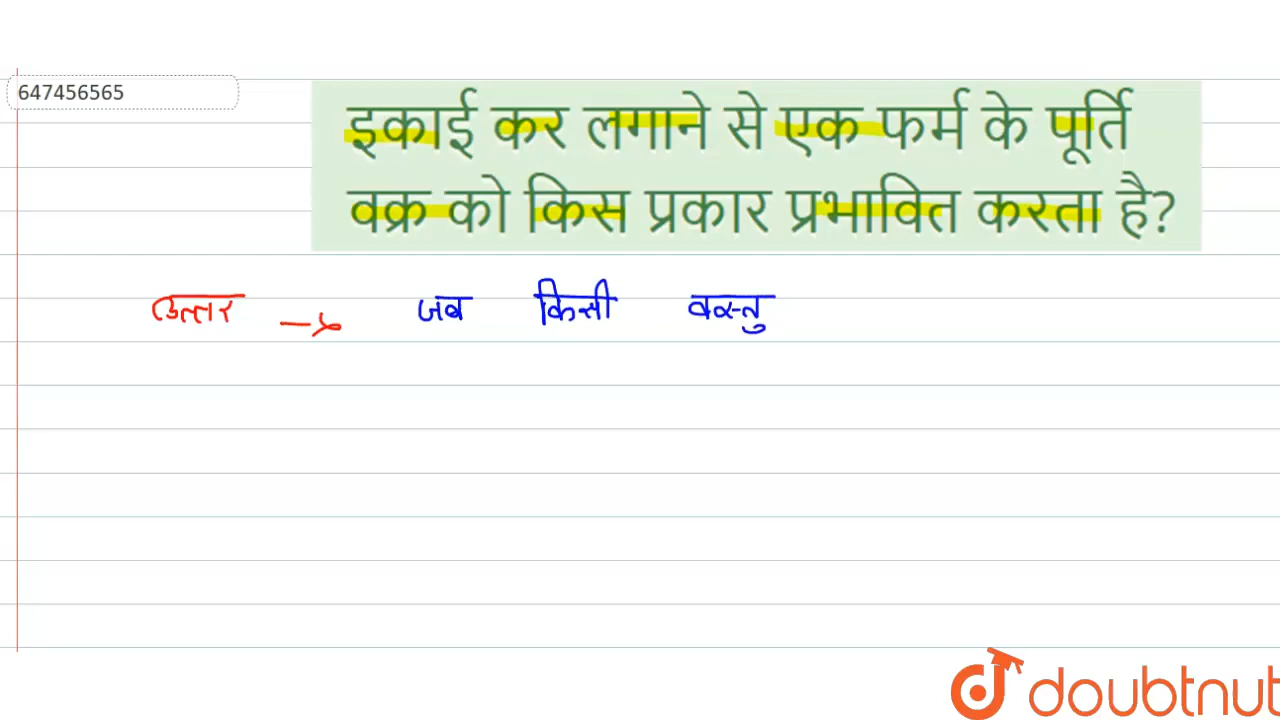 647456565
इकाई कर लगाने से एक फर्म के पूर्ति
वक्र को किस प्रकार प्रभावित करता है?
उत्तर → जब किसी वस्तु
doubtnut